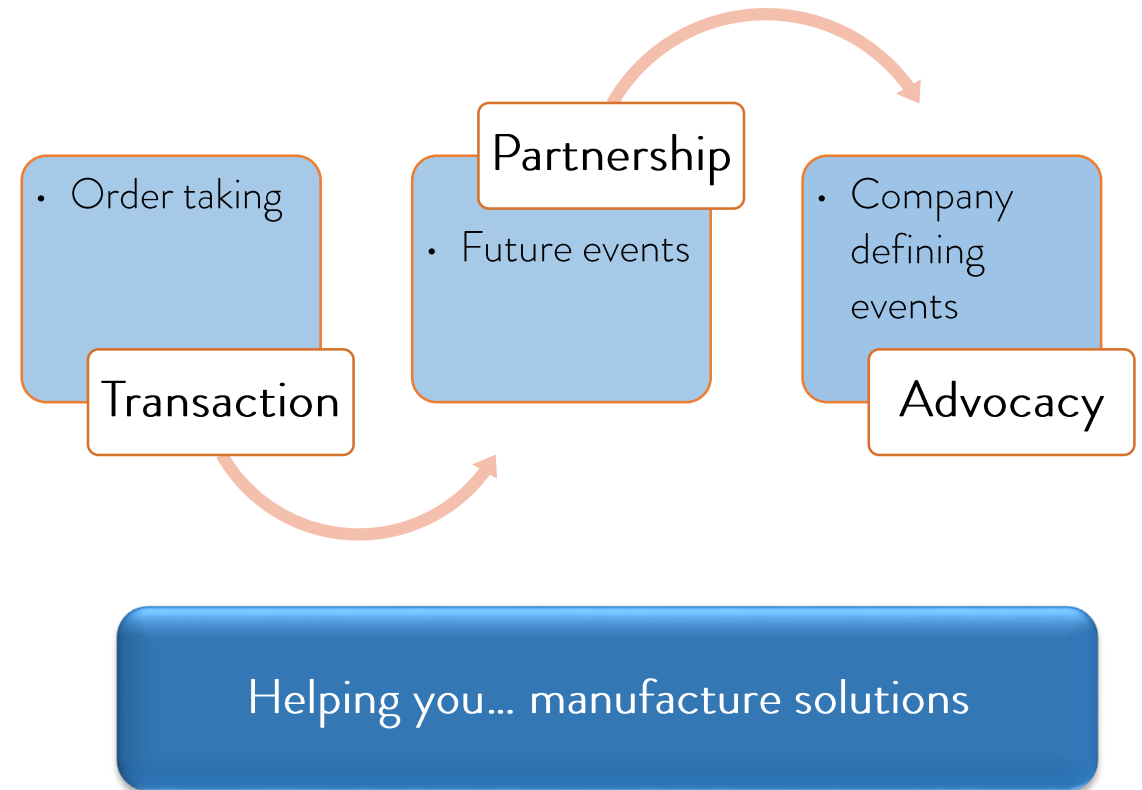 • Order taking
Transaction
Partnership
• Future events
• Company
defining
events
Advocacy
Helping you... manufacture solutions